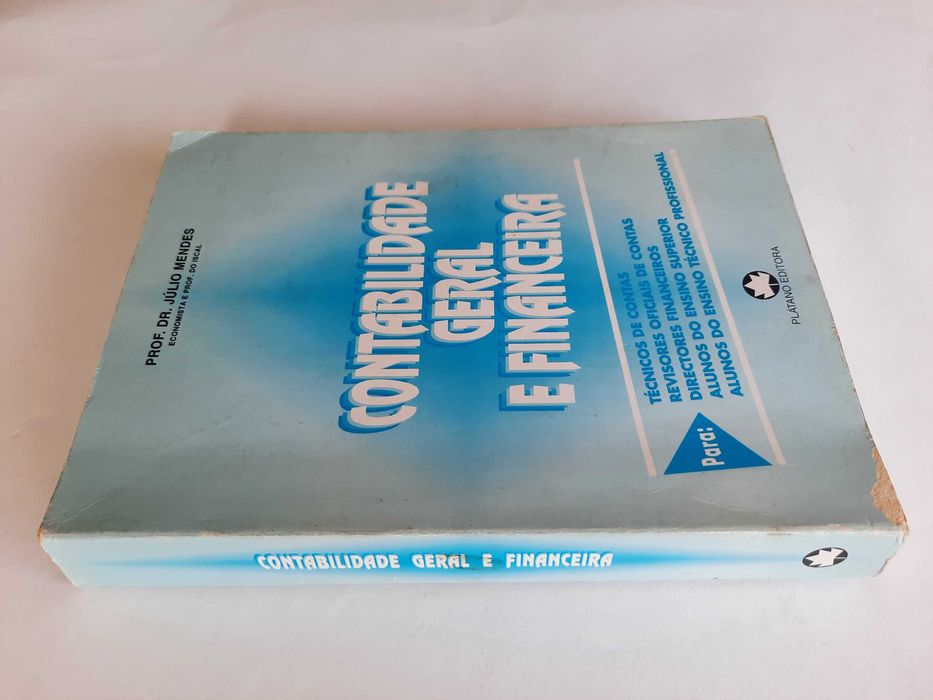 PROF. DR. JÚLIO MENDES
ECONOMISTA E PROF. DO ISCAL
CONTABILIDADE
GERAL
E FINANCEIRA
Para:
TÉCNICOS DE CONTAS
REVISORES OFICIAIS DE CONTAS
DIRECTORES FINANCEIROS
ALUNOS DO ENSINO SUPERIOR
ALUNOS DO ENSINO TÉCNICO PROFISSIONAL
PLÁTANO EDITORA
CONTABILIDADE GERAL E FINANCEIRA